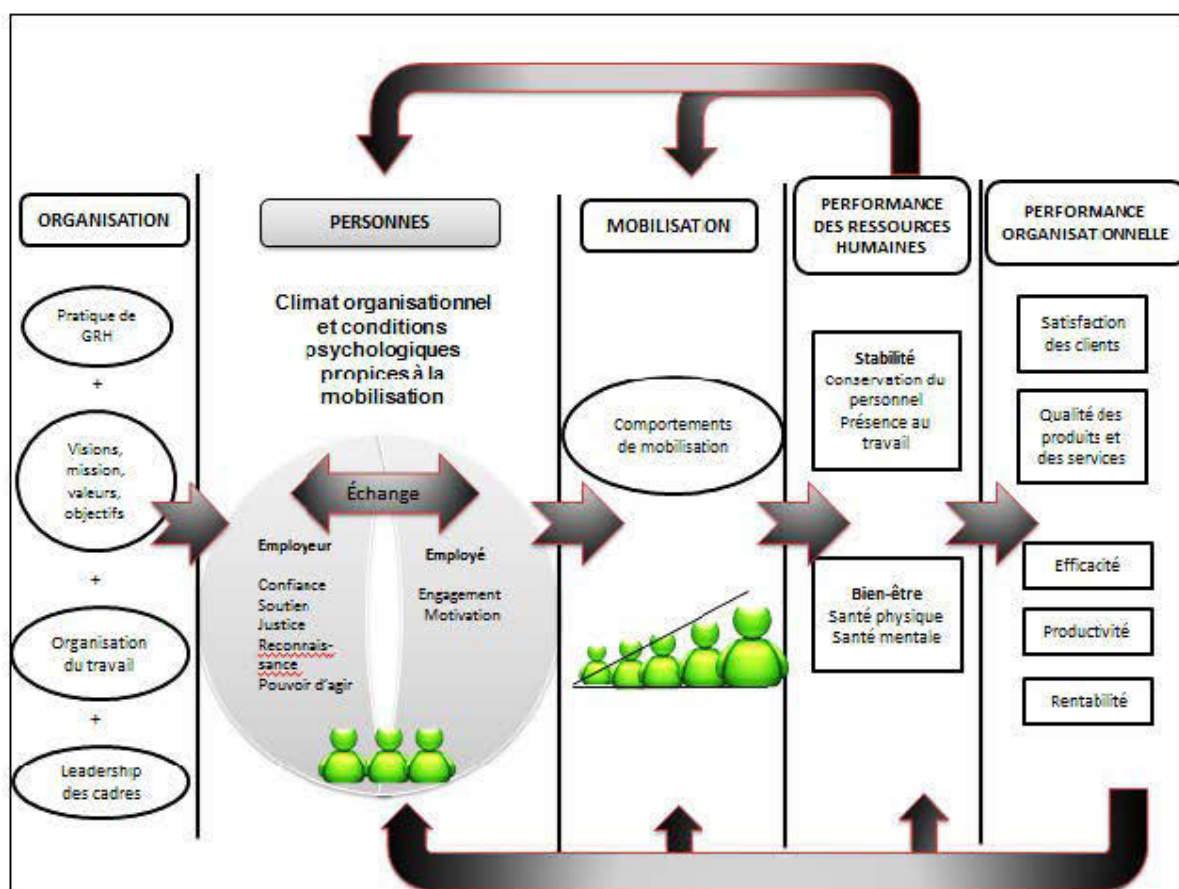 ORGANISATION
Pratique de
GRH
+
Visions,
mission,
valeurs,
objectifs
+
Organisation
du travail
+
Leadership
des cadres
PERSONNES
Climat organisationnel
et conditions
psychologiques
propices à la
mobilisation
Échange
Employeur
Confiance
Soutien
Justice
Reconnais-
sance
Pouvoir d'agir
Employé
Engagement
Motivation
MOBILISATION
Comportements
de mobilisation
PERFORMANCE
DES RESSOURCES
HUMAINES
Stabilité
Conservation du
personnel
Présence au
travail
Bien-être
Santé physique
Santé mentale
PERFORMANCE
ORGANISATIONNELLE
Satisfaction
des clients
Qualité des
produits et
des services
Efficacité
Productivité
Rentabilité